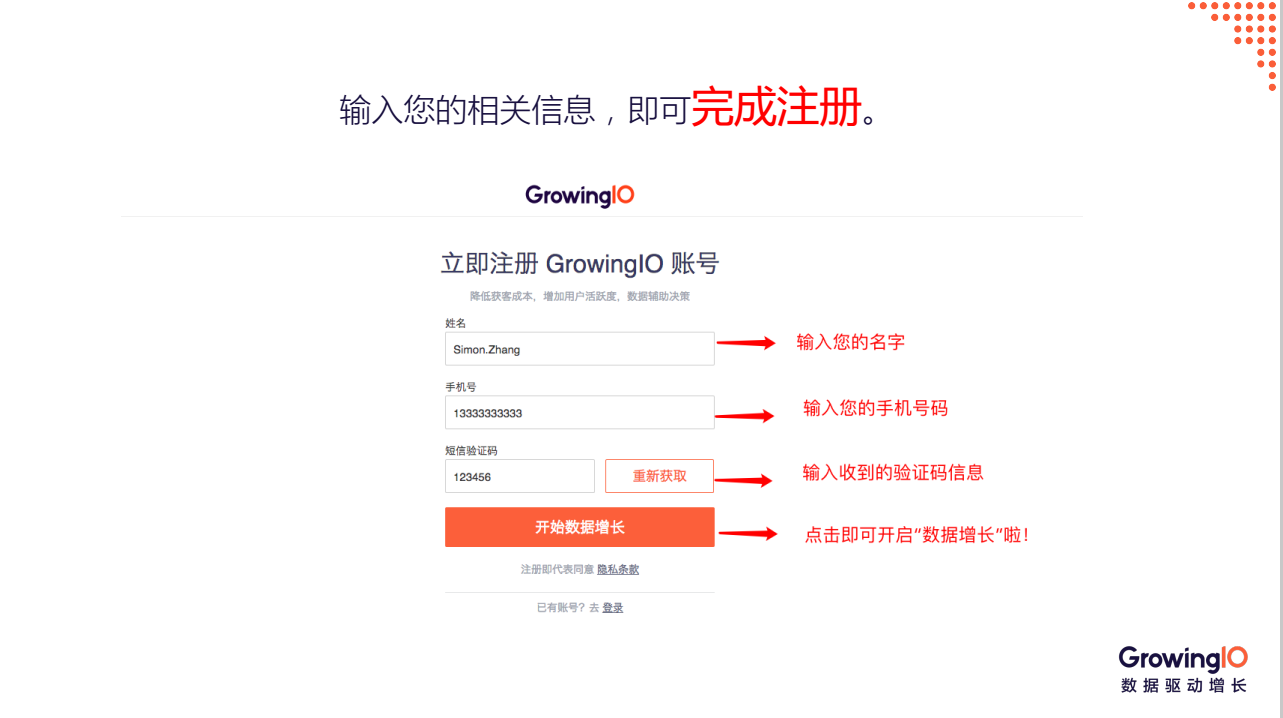 输入您的相关信息，即可完成注册。
GrowingIO
立即注册 GrowingIO 账号
降低获客成本，增加用户活跃度，数据辅助决策
姓名
Simon.Zhang
输入您的名字
手机号
13333333333
输入您的手机号码
短信验证码
123456
重新获取
输入收到的验证码信息
开始数据增长
点击即可开启“数据增长”啦！
注册即代表同意 隐私条款
已有账号？去 登录
GrowingIO
数据驱动增长